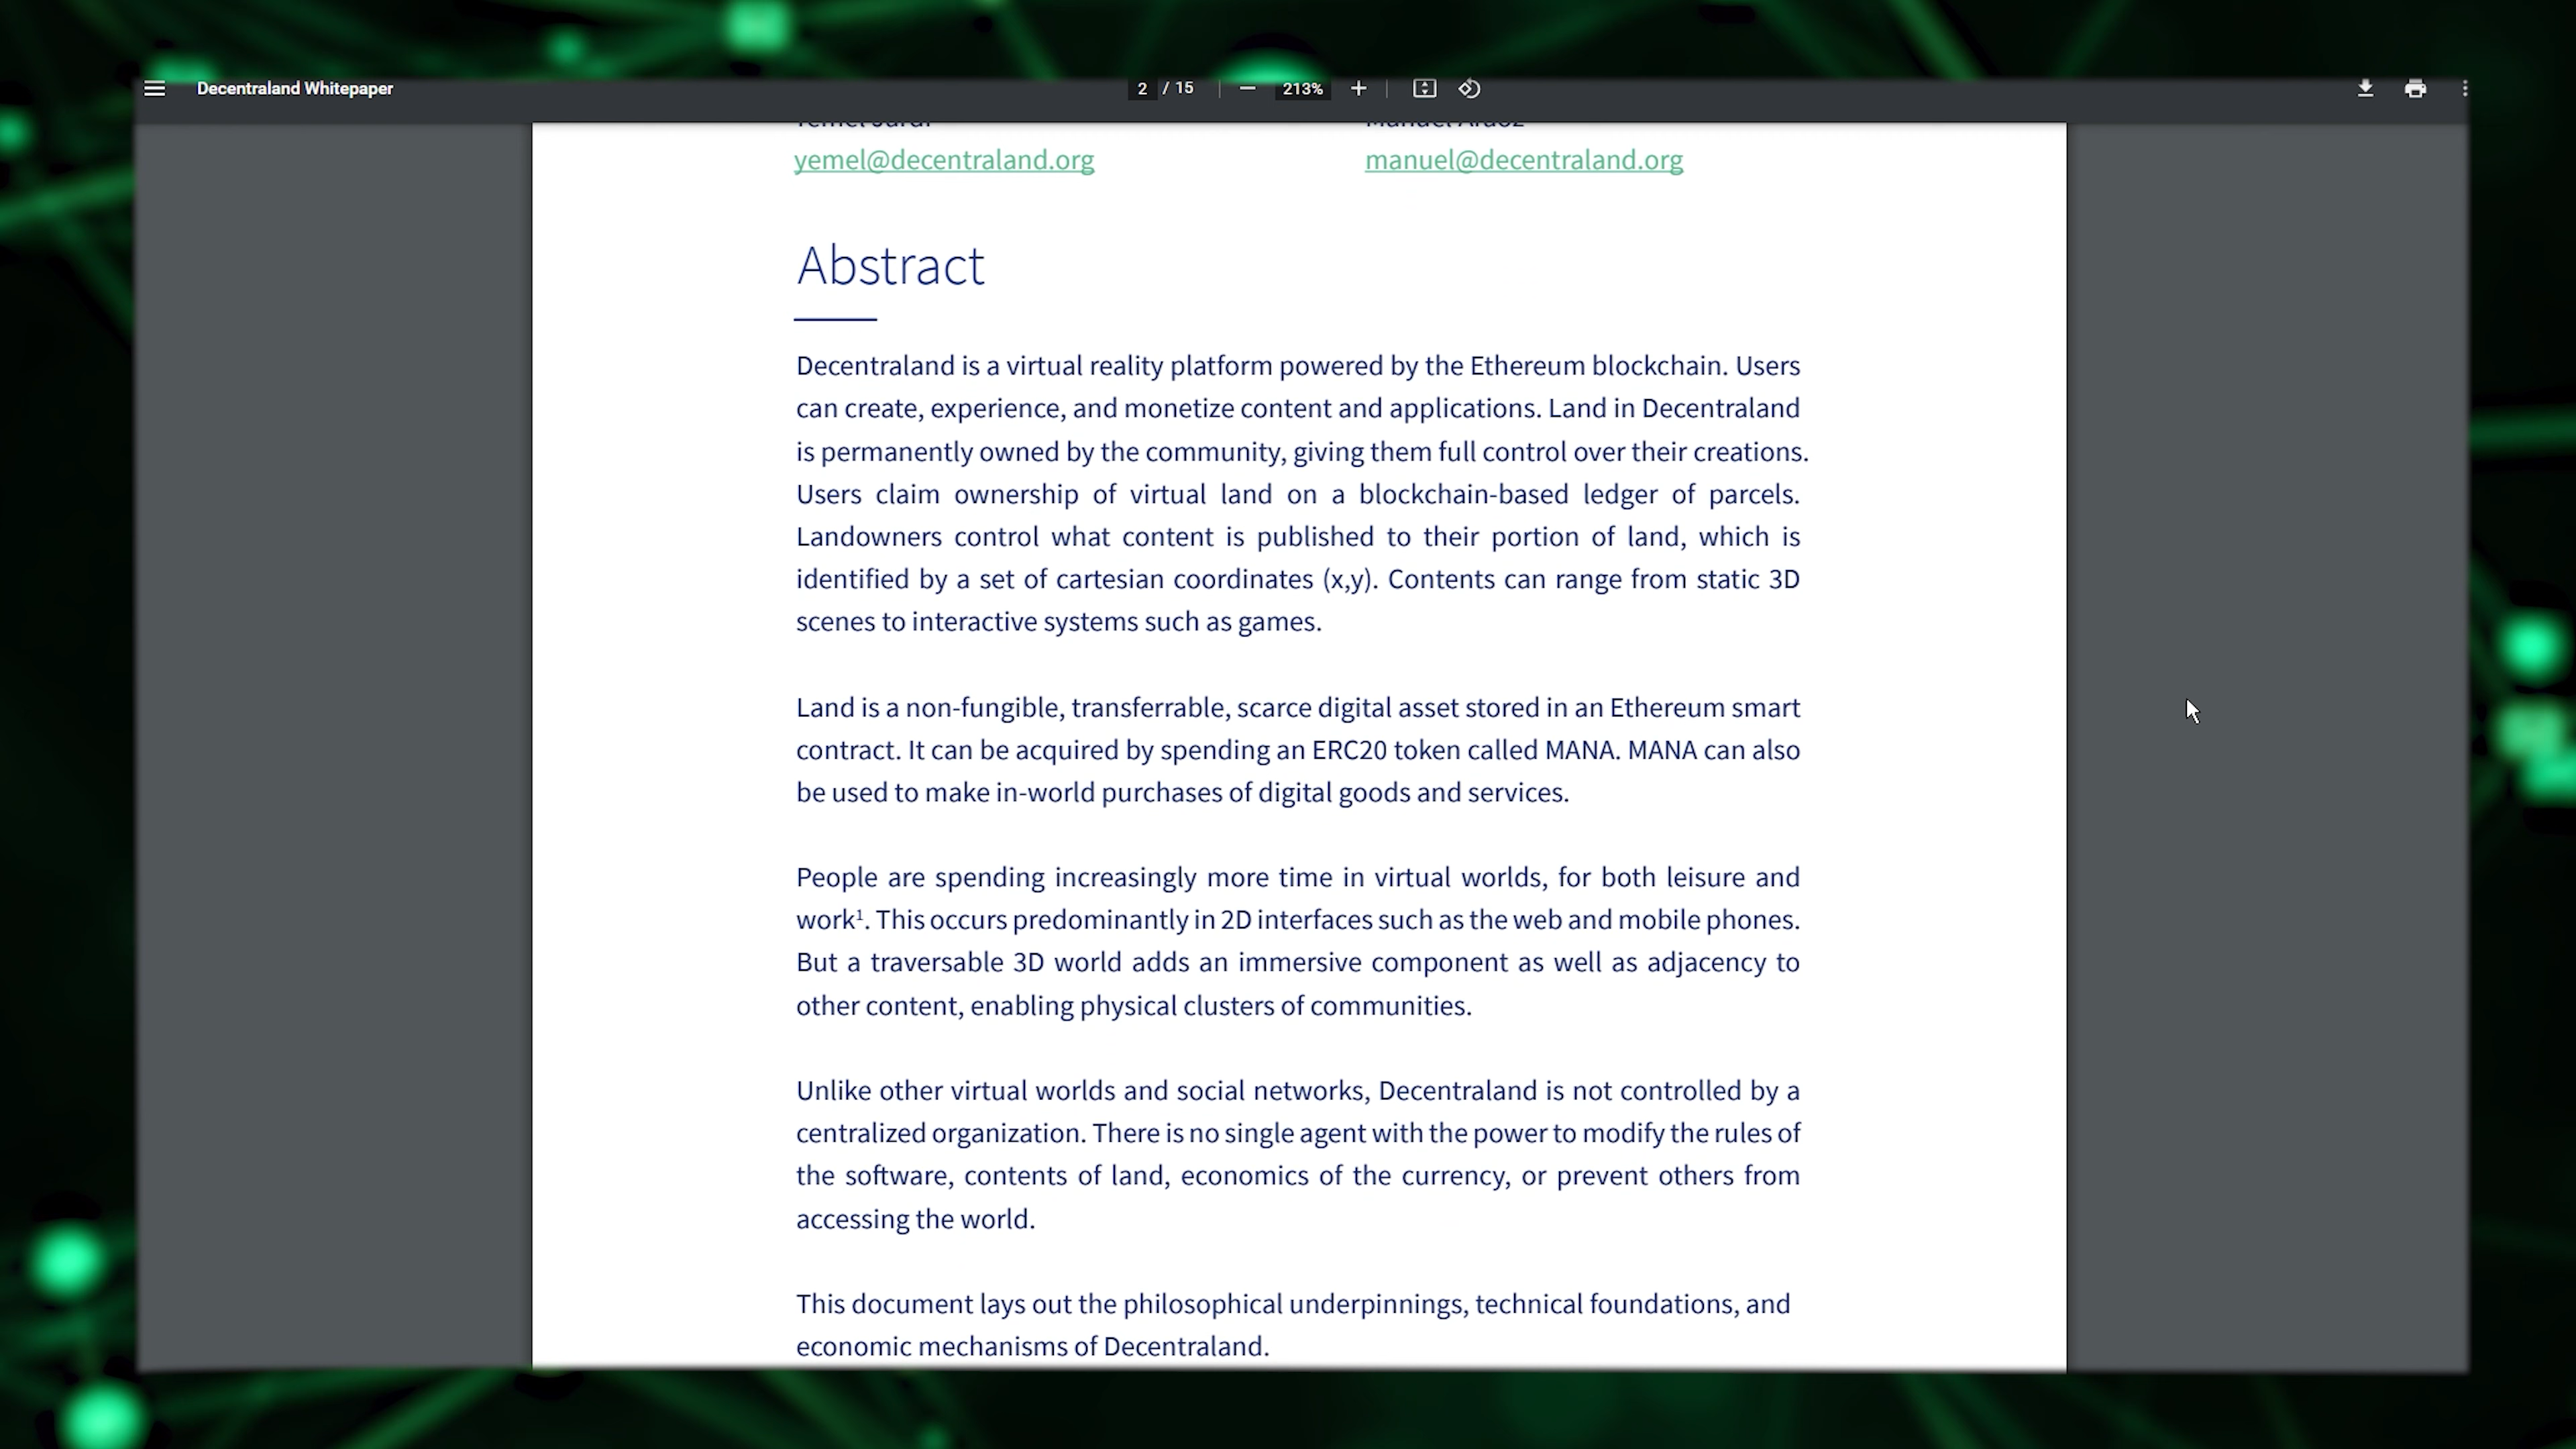 Decentraland Whitepaper
2 / 15
213%
yemel@decentraland.org
manuel@decentraland.org
Abstract
Decentraland is a virtual reality platform powered by the Ethereum blockchain. Users
can create, experience, and monetize content and applications. Land in Decentraland
is permanently owned by the community, giving them full control over their creations.
Users claim ownership of virtual land on a blockchain-based ledger of parcels.
Landowners control what content is published to their portion of land, which is
identified by a set of cartesian coordinates (x,y). Contents can range from static 3D
scenes to interactive systems such as games.
Land is a non-fungible, transferrable, scarce digital asset stored in an Ethereum smart
contract. It can be acquired by spending an ERC20 token called MANA. MANA can also
be used to make in-world purchases of digital goods and services.
People are spending increasingly more time in virtual worlds, for both leisure and
work¹. This occurs predominantly in 2D interfaces such as the web and mobile phones.
But a traversable 3D world adds an immersive component as well as adjacency to
other content, enabling physical clusters of communities.
Unlike other virtual worlds and social networks, Decentraland is not controlled by a
centralized organization. There is no single agent with the power to modify the rules of
the software, contents of land, economics of the currency, or prevent others from
accessing the world.
This document lays out the philosophical underpinnings, technical foundations, and
economic mechanisms of Decentraland.